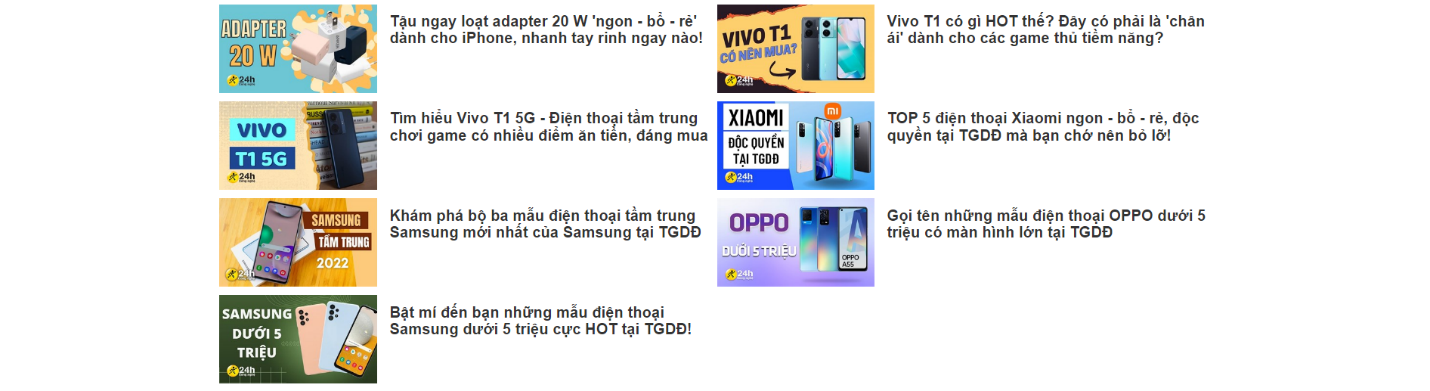 ADAPTER
20 W
24h
Tậu ngay loạt adapter 20 W 'ngon - bổ - rẻ'
dành cho iPhone, nhanh tay rinh ngay nào!
VIVO T1
CÓ NÊN MUA?
24h
Vivo T1 có gì HOT thế? Đây có phải là 'chân
ái' dành cho các game thủ tiềm năng?
VIVO
T1 5G
24h
Tìm hiểu Vivo T1 5G - Điện thoại tầm trung
chơi game có nhiều điểm ăn tiền, đáng mua
XIAOMI
ĐỘC QUYỀN
TẠI TGDĐ
24h
TOP 5 điện thoại Xiaomi ngon - bổ - rẻ, độc
quyền tại TGDĐ mà bạn chớ nên bỏ lỡ!
SAMSUNG
TẦM TRUNG
2022
24h
Khám phá bộ ba mẫu điện thoại tầm trung
Samsung mới nhất của Samsung tại TGDĐ
OPPO
DƯỚI 5 TRIỆU
OPPO
A55
24h
Gọi tên những mẫu điện thoại OPPO dưới 5
triệu có màn hình lớn tại TGDĐ
SAMSUNG
DƯỚI 5
TRIỆU
24h
Bật mí đến bạn những mẫu điện thoại
Samsung dưới 5 triệu cực HOT tại TGDĐ!